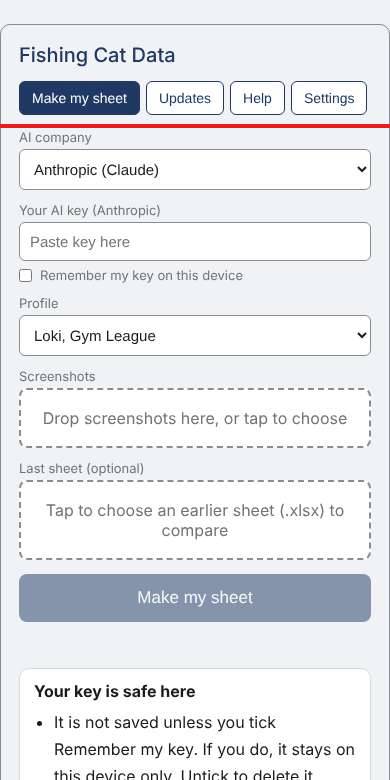 Fishing Cat Data
Make my sheet Updates Help Settings
AI company
Anthropic (Claude)
Your AI key (Anthropic)
Paste key here
Remember my key on this device
Profile
Loki, Gym League
Screenshots
Drop screenshots here, or tap to choose
Last sheet (optional)
Tap to choose an earlier sheet (.xlsx) to
compare
Make my sheet
Your key is safe here
• It is not saved unless you tick
Remember my key. If you do, it stays on
this device only. Untick to delete it